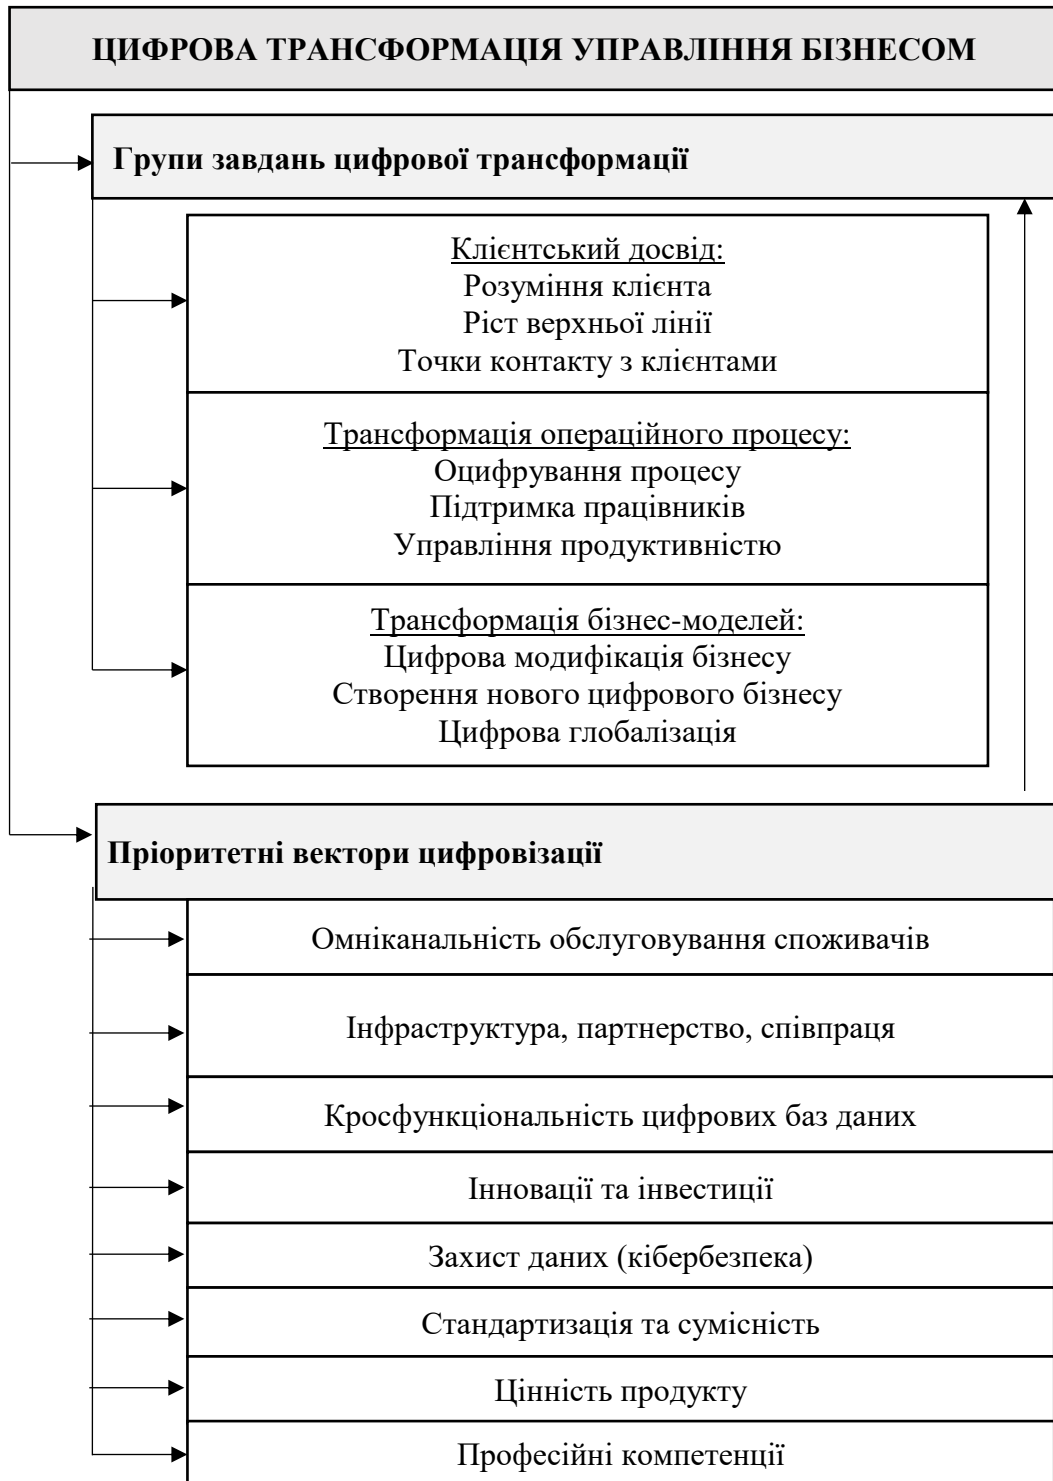 ЦИФРОВА ТРАНСФОРМАЦІЯ УПРАВЛІННЯ БІЗНЕСОМ
Групи завдань цифрової трансформації
Клієнтський досвід:
Розуміння клієнта
Ріст верхньої лінії
Точки контакту з клієнтами
Трансформація операційного процесу:
Оцифрування процесу
Підтримка працівників
Управління продуктивністю
Трансформація бізнес-моделей:
Цифрова модифікація бізнесу
Створення нового цифрового бізнесу
Цифрова глобалізація
Пріоритетні вектори цифровізації
Омніканальність обслуговування споживачів
Інфраструктура, партнерство, співпраця
Кросфункціональність цифрових баз даних
Інновації та інвестиції
Захист даних (кібербезпека)
Стандартизація та сумісність
Цінність продукту
Професійні компетенції